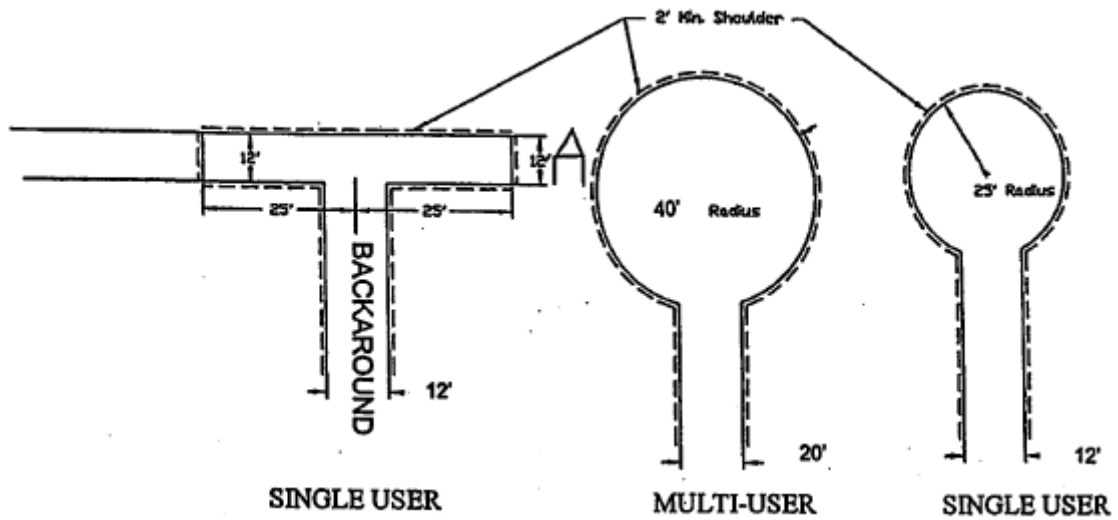 2' Min. Shoulder
12'
12'
25'
25'
40' Radius
25' Radius
BACKAROUND
12'
20'
12'
SINGLE USER
MULTI-USER
SINGLE USER